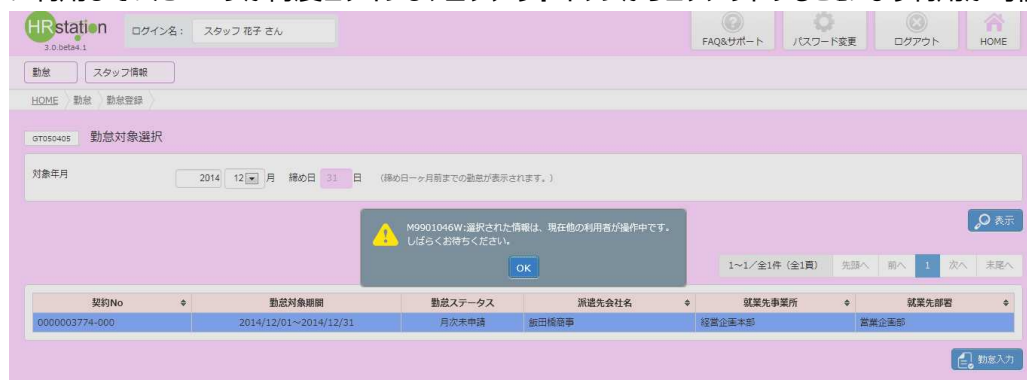 HRstation
3.0.beta4.1
ログイン名： スタッフ 花子 さん
FAQ&サポート パスワード変更 ログアウト HOME
勤怠 スタッフ情報
HOME 勤怠 勤怠登録
GT050405 勤怠対象選択
対象年月 2014 12 月 締め日 31 日 (締め日一ヶ月前までの勤怠が表示されます。)
M9901046W:選択された情報は、現在他の利用者が操作中です。
しばらくお待ちください。
OK
表示
1～1／全1件 (全1頁) 先頭へ 前へ 1 次へ 末尾へ
契約No 勤怠対象期間 勤怠ステータス 派遣先会社名 就業先事業所 就業先部署
0000003774-000 2014/12/01～2014/12/31 月次未申請 飯田橋商事 経営企画本部 営業企画部
勤怠入力